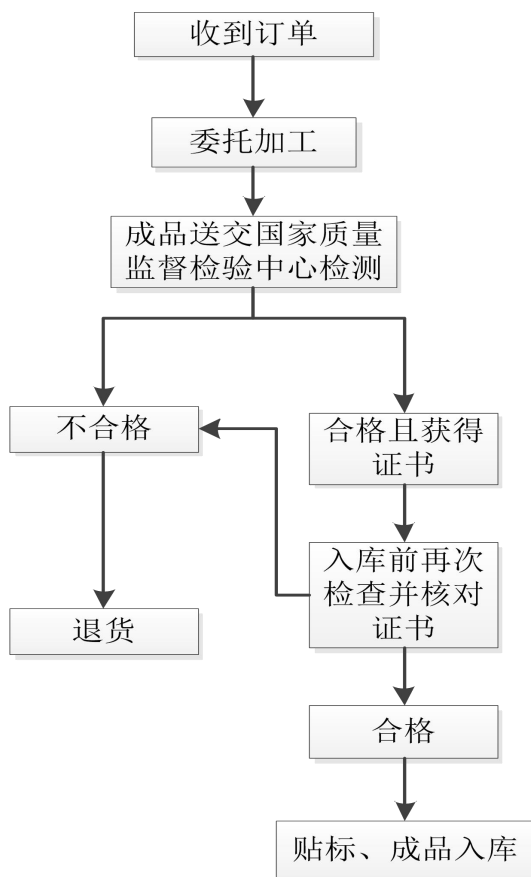 收到订单
委托加工
成品送交国家质量
监督检验中心检测
不合格
合格且获得
证书
入库前再次
检查并核对
证书
退货
合格
贴标、成品入库